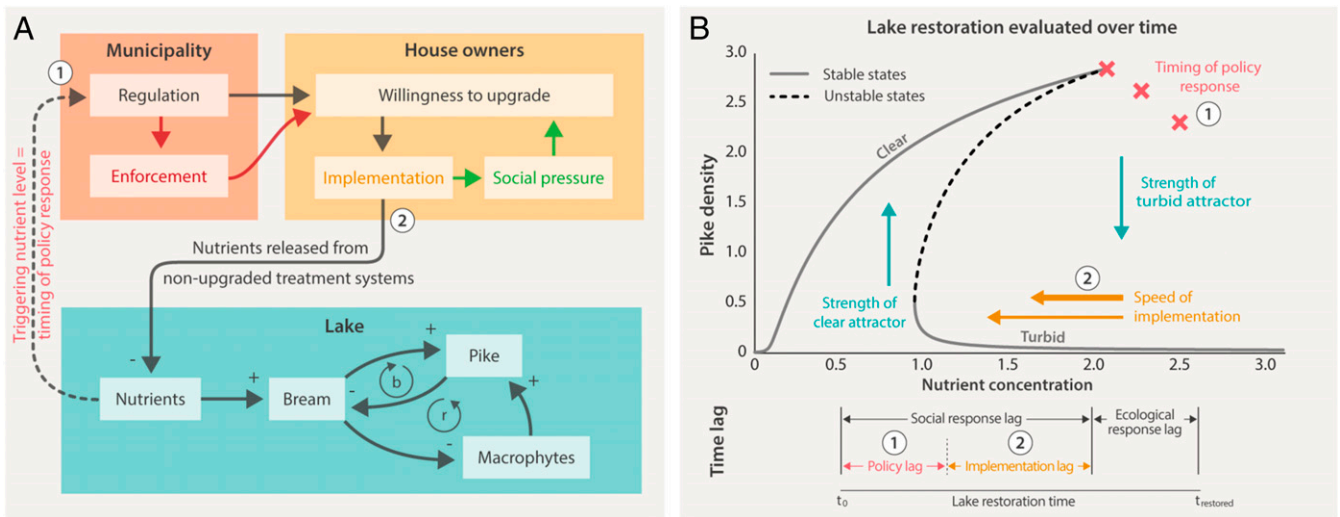 A
Municipality
House owners
1
Regulation
Willingness to upgrade
Enforcement
Implementation
Social pressure
2
Triggering nutrient level =
timing of policy response
Nutrients released from
non-upgraded treatment systems
Lake
-
+
+
Nutrients
Bream
Pike
b
-
r
+
-
Macrophytes
B
Lake restoration evaluated over time
3.0
2.5
2.0
1.5
1.0
0.5
0
Pike density
Stable states
Unstable states
Timing of policy
response
1
Clear
Strength of
turbid attractor
Strength of
clear attractor
2
Speed of
implementation
Turbid
0.0
0.5
1.0
1.5
2.0
2.5
3.0
Nutrient concentration
Time lag
Social response lag
Ecological
response lag
1
2
Policy lag
Implementation lag
t0
Lake restoration time
trestored